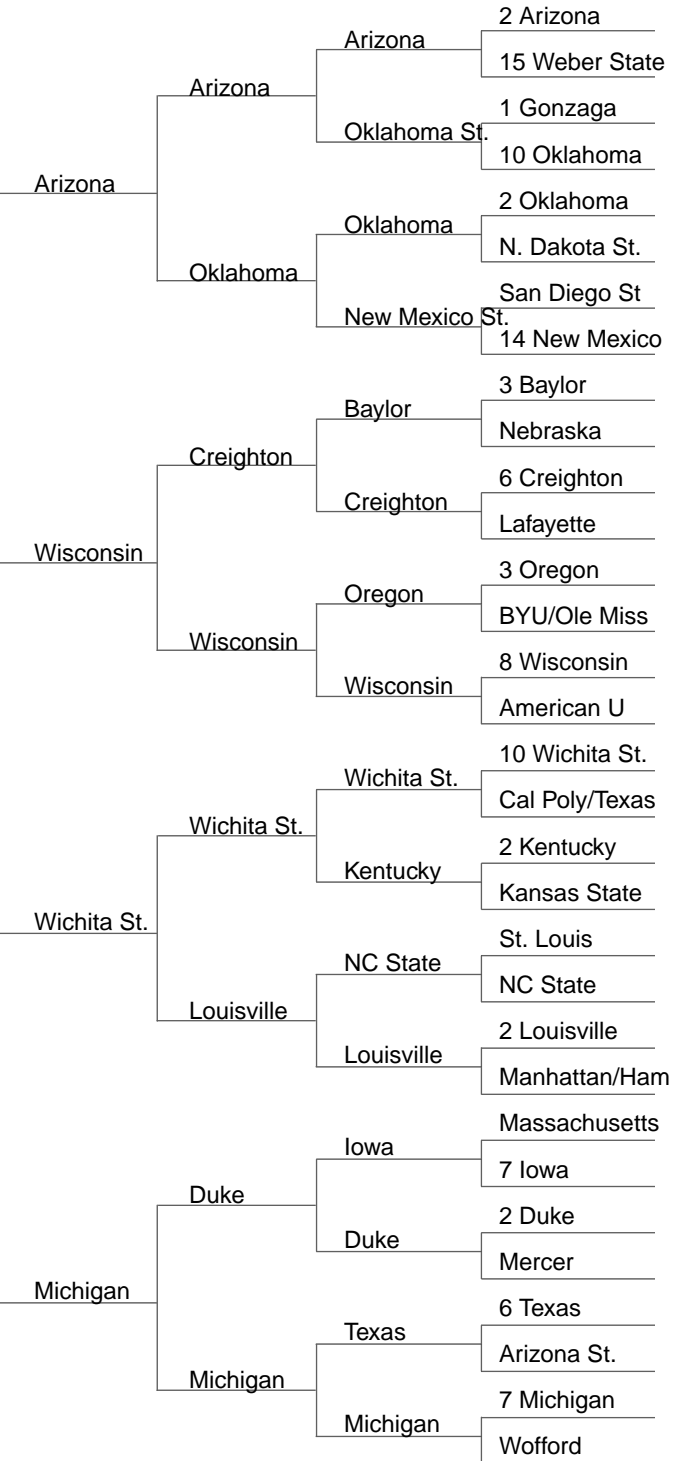 2 Arizona
Arizona
15 Weber State
Arizona
1 Gonzaga
Oklahoma St.
10 Oklahoma
Arizona
2 Oklahoma
Oklahoma
N. Dakota St.
Oklahoma
San Diego St
New Mexico St.
14 New Mexico
3 Baylor
Baylor
Nebraska
Creighton
6 Creighton
Creighton
Lafayette
Wisconsin
3 Oregon
Oregon
BYU/Ole Miss
Wisconsin
8 Wisconsin
Wisconsin
American U
10 Wichita St.
Wichita St.
Cal Poly/Texas
Wichita St.
2 Kentucky
Kentucky
Kansas State
Wichita St.
St. Louis
NC State
NC State
Louisville
2 Louisville
Louisville
Manhattan/Ham
Massachusetts
Iowa
7 Iowa
Duke
2 Duke
Duke
Mercer
Michigan
6 Texas
Texas
Arizona St.
Michigan
7 Michigan
Michigan
Wofford